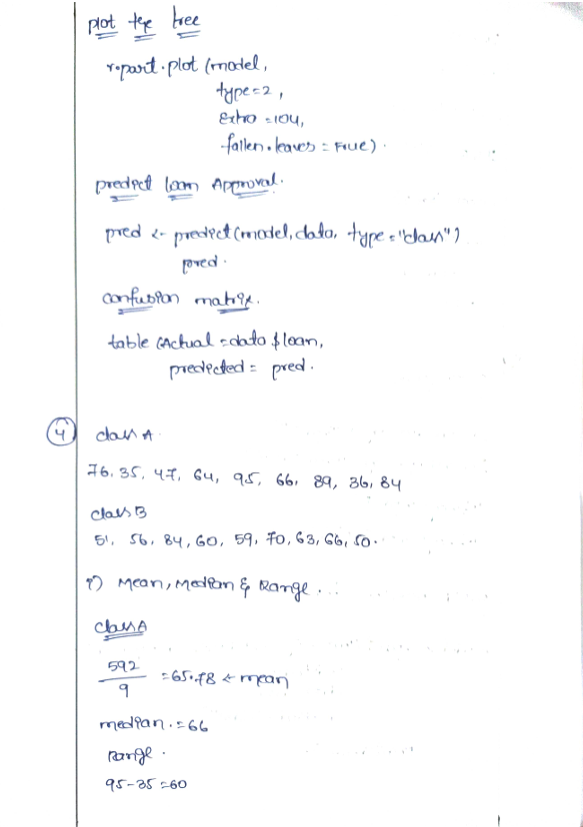 plot the tree
rpart.plot (model,
type=2,
extra =104,
fallen.leaves = True).
predict loan Approval.
pred <- predict (model, data, type = "class")
pred.
confusion matrix.
table (Actual = data $ loan,
predicted = pred.
4 class A
76, 35, 47, 64, 95, 66, 89, 36, 84
class B
51, 56, 84, 60, 59, 70, 63, 66, 50.
i) Mean, Median & Range.
class A
592
9 =65.78 ← mean
median. = 66
Range.
95-35=60